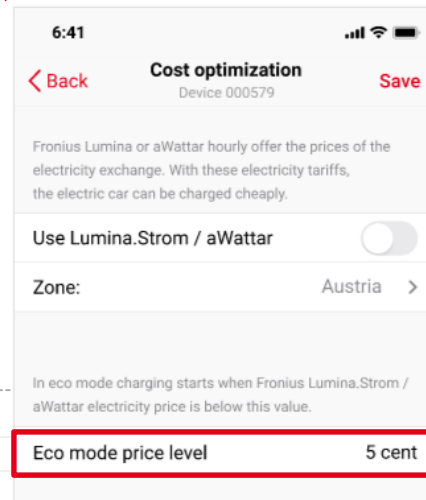 6:41
Back
Cost optimization
Save
Device 000579
Fronius Lumina or aWattar hourly offer the prices of the
electricity exchange. With these electricity tariffs,
the electric car can be charged cheaply.
Use Lumina.Strom / aWattar
Zone: Austria
In eco mode charging starts when Fronius Lumina.Strom /
aWattar electricity price is below this value.
Eco mode price level 5 cent